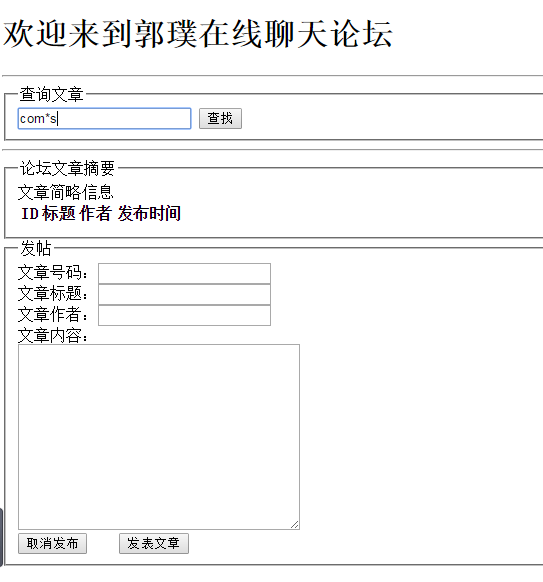 欢迎来到郭璞在线聊天论坛
查询文章
com*s 查找
论坛文章摘要
文章简略信息
ID 标题 作者 发布时间
发帖
文章号码：
文章标题：
文章作者：
文章内容：
取消发布 发表文章